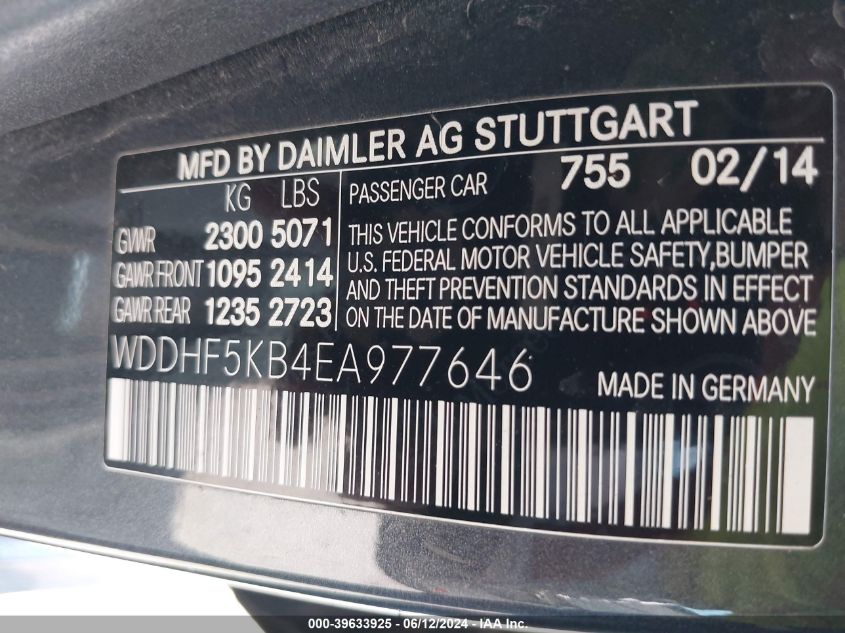 MFD BY DAIMLER AG STUTTGART
KG LBS
GVWR 2300 5071
GAWR FRONT 1095 2414
GAWR REAR 1235 2723
PASSENGER CAR 755 02/14
THIS VEHICLE CONFORMS TO ALL APPLICABLE
U.S. FEDERAL MOTOR VEHICLE SAFETY, BUMPER
AND THEFT PREVENTION STANDARDS IN EFFECT
ON THE DATE OF MANUFACTURE SHOWN ABOVE
WDDHF5KB4EA977646
MADE IN GERMANY
000-39633925 - 06/12/2024 - IAA Inc.